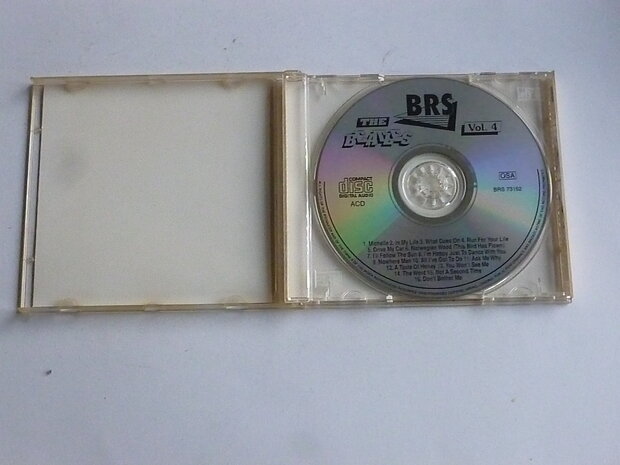 BRS
THE
BEATLES
Vol. 4
COMPACT
disc
DIGITAL AUDIO
ACD
OSA
BRS 73192
1. Michelle 2. In My Life 3. What Goes On 4. Run For Your Life
5. Drive My Car 6. Norwegian Wood (This Bird Has Flown)
7. I'll Follow The Sun 8. I'm Happy Just To Dance With You
9. Nowhere Man 10. All I've Got To Do 11. Ask Me Why
12. A Taste Of Honey 13. You Won't See Me
14. The Word 15. Not A Second Time
16. Don't Bother Me